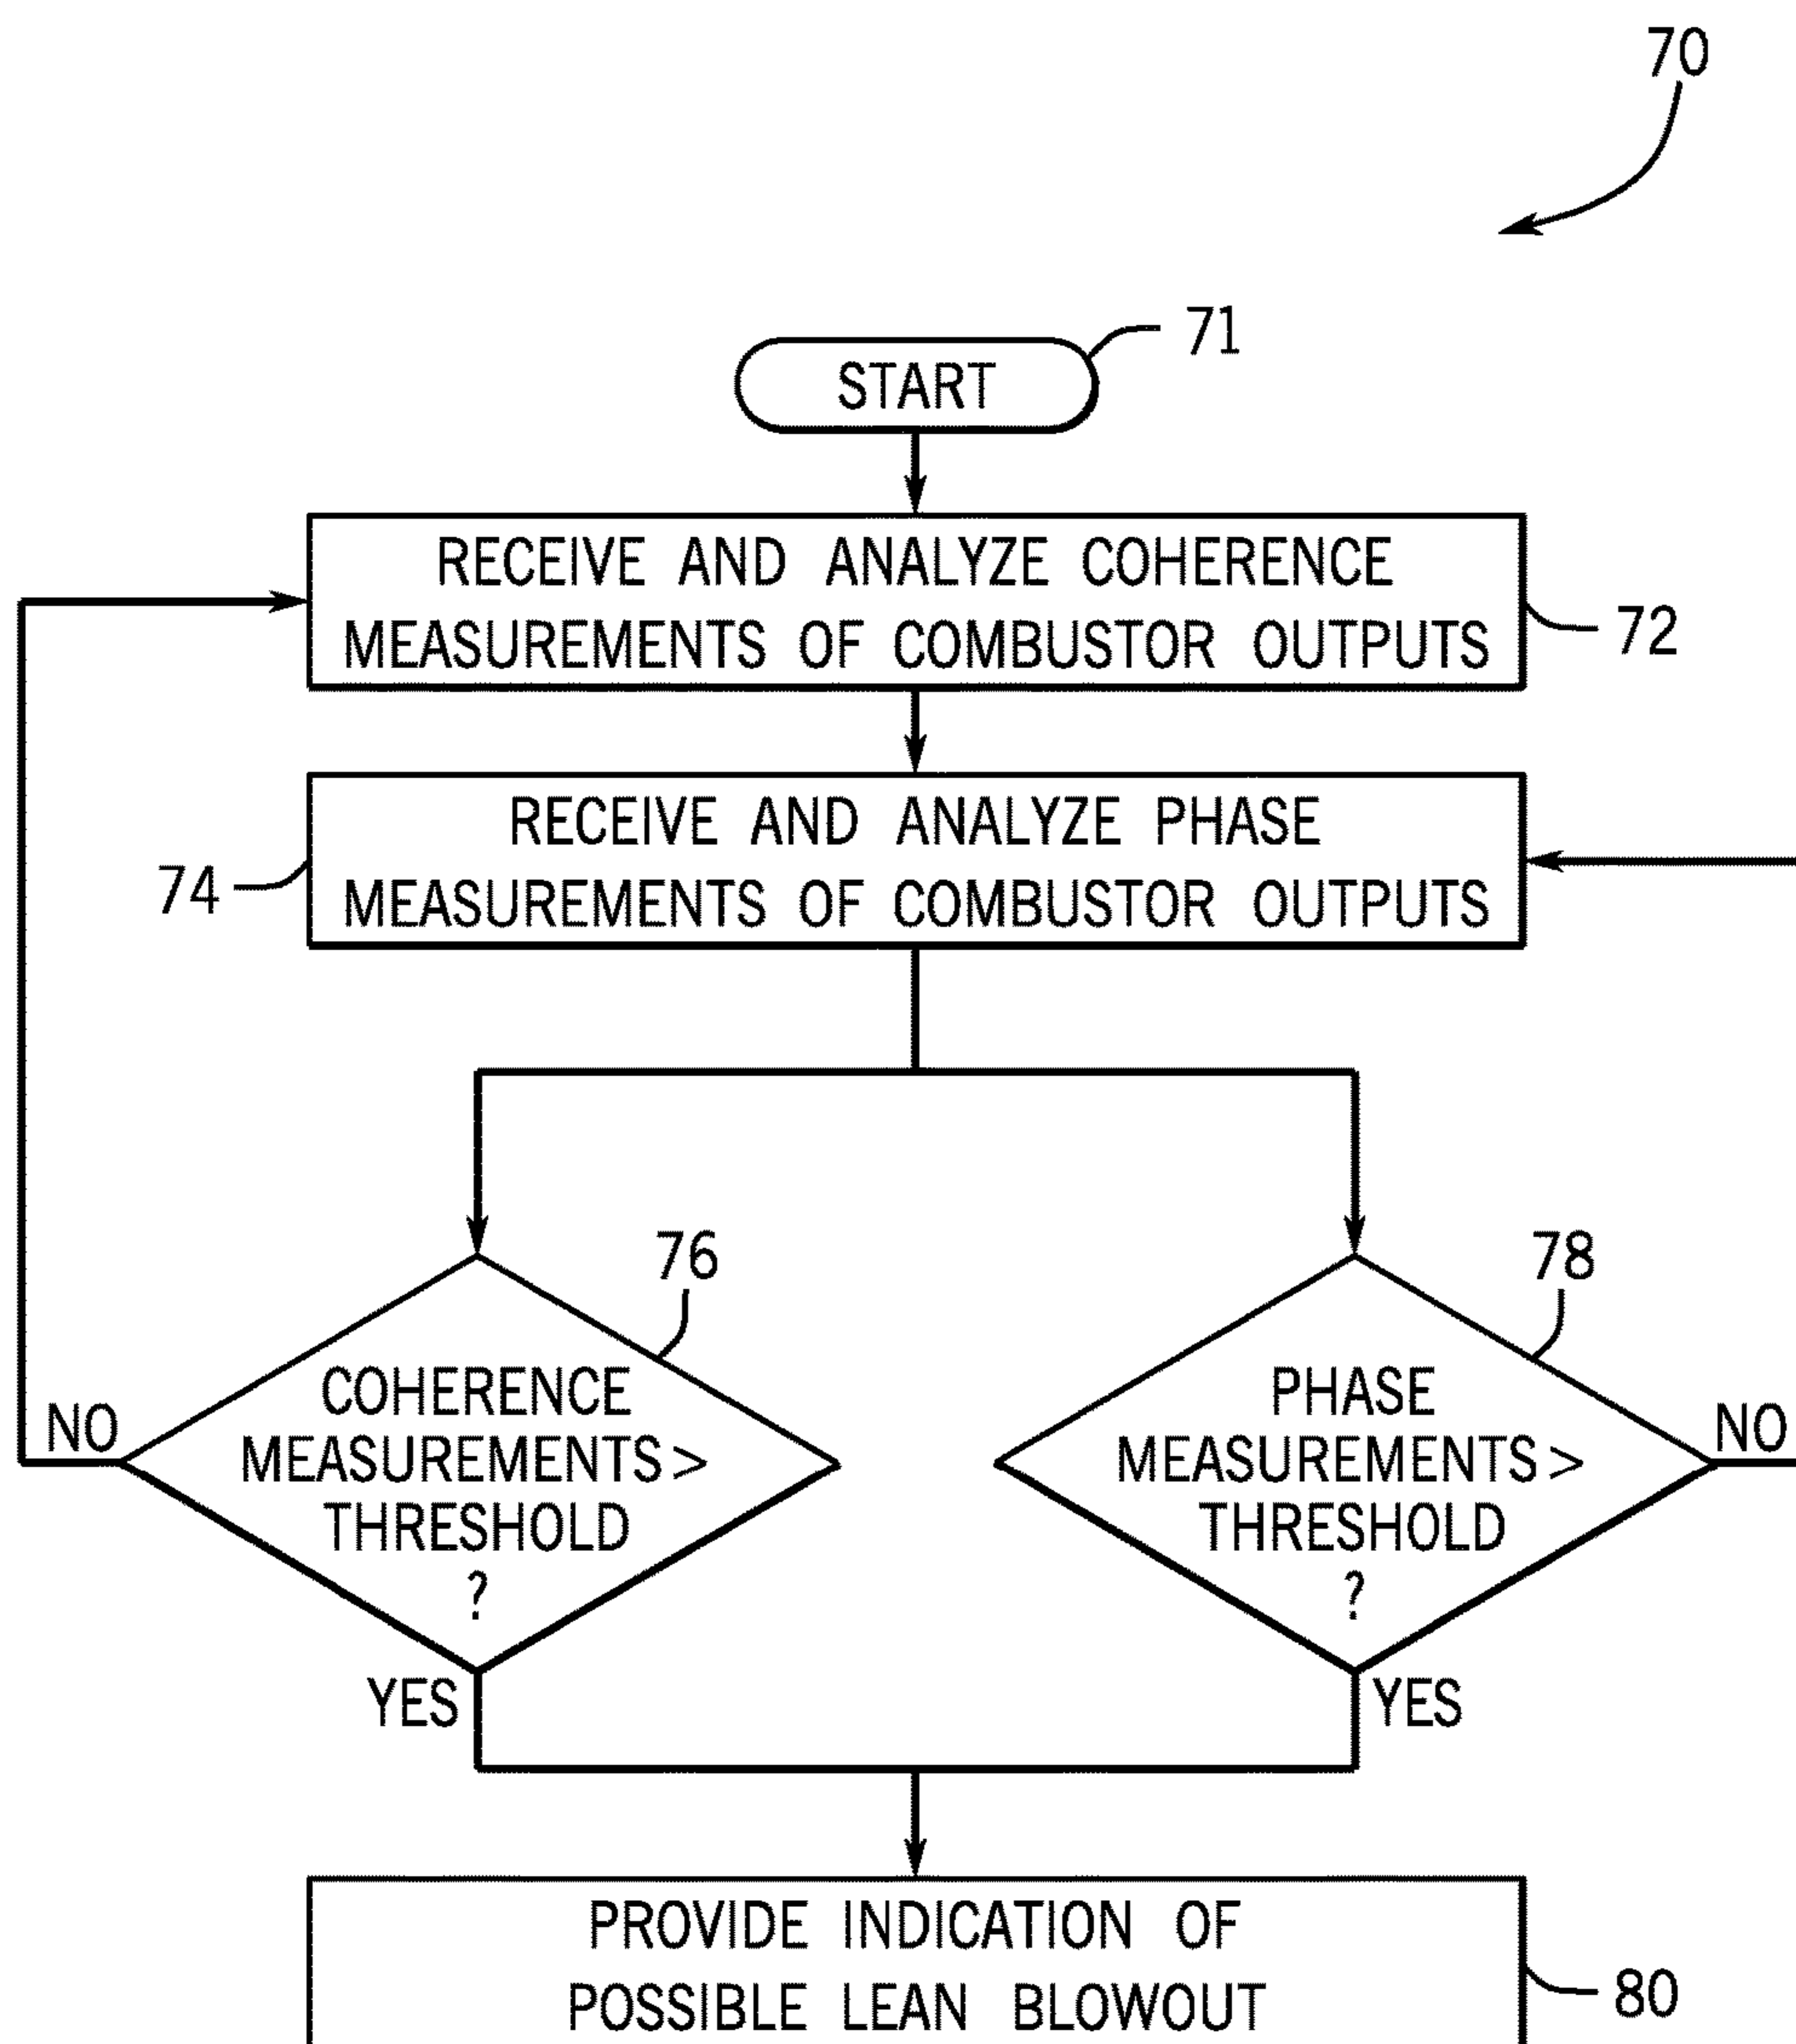 70
START
71
RECEIVE AND ANALYZE COHERENCE
MEASUREMENTS OF COMBUSTOR OUTPUTS
72
RECEIVE AND ANALYZE PHASE
MEASUREMENTS OF COMBUSTOR OUTPUTS
74
76
COHERENCE
MEASUREMENTS >
THRESHOLD
?
NO
YES
78
PHASE
MEASUREMENTS >
THRESHOLD
?
NO
YES
PROVIDE INDICATION OF
POSSIBLE LEAN BLOWOUT
80